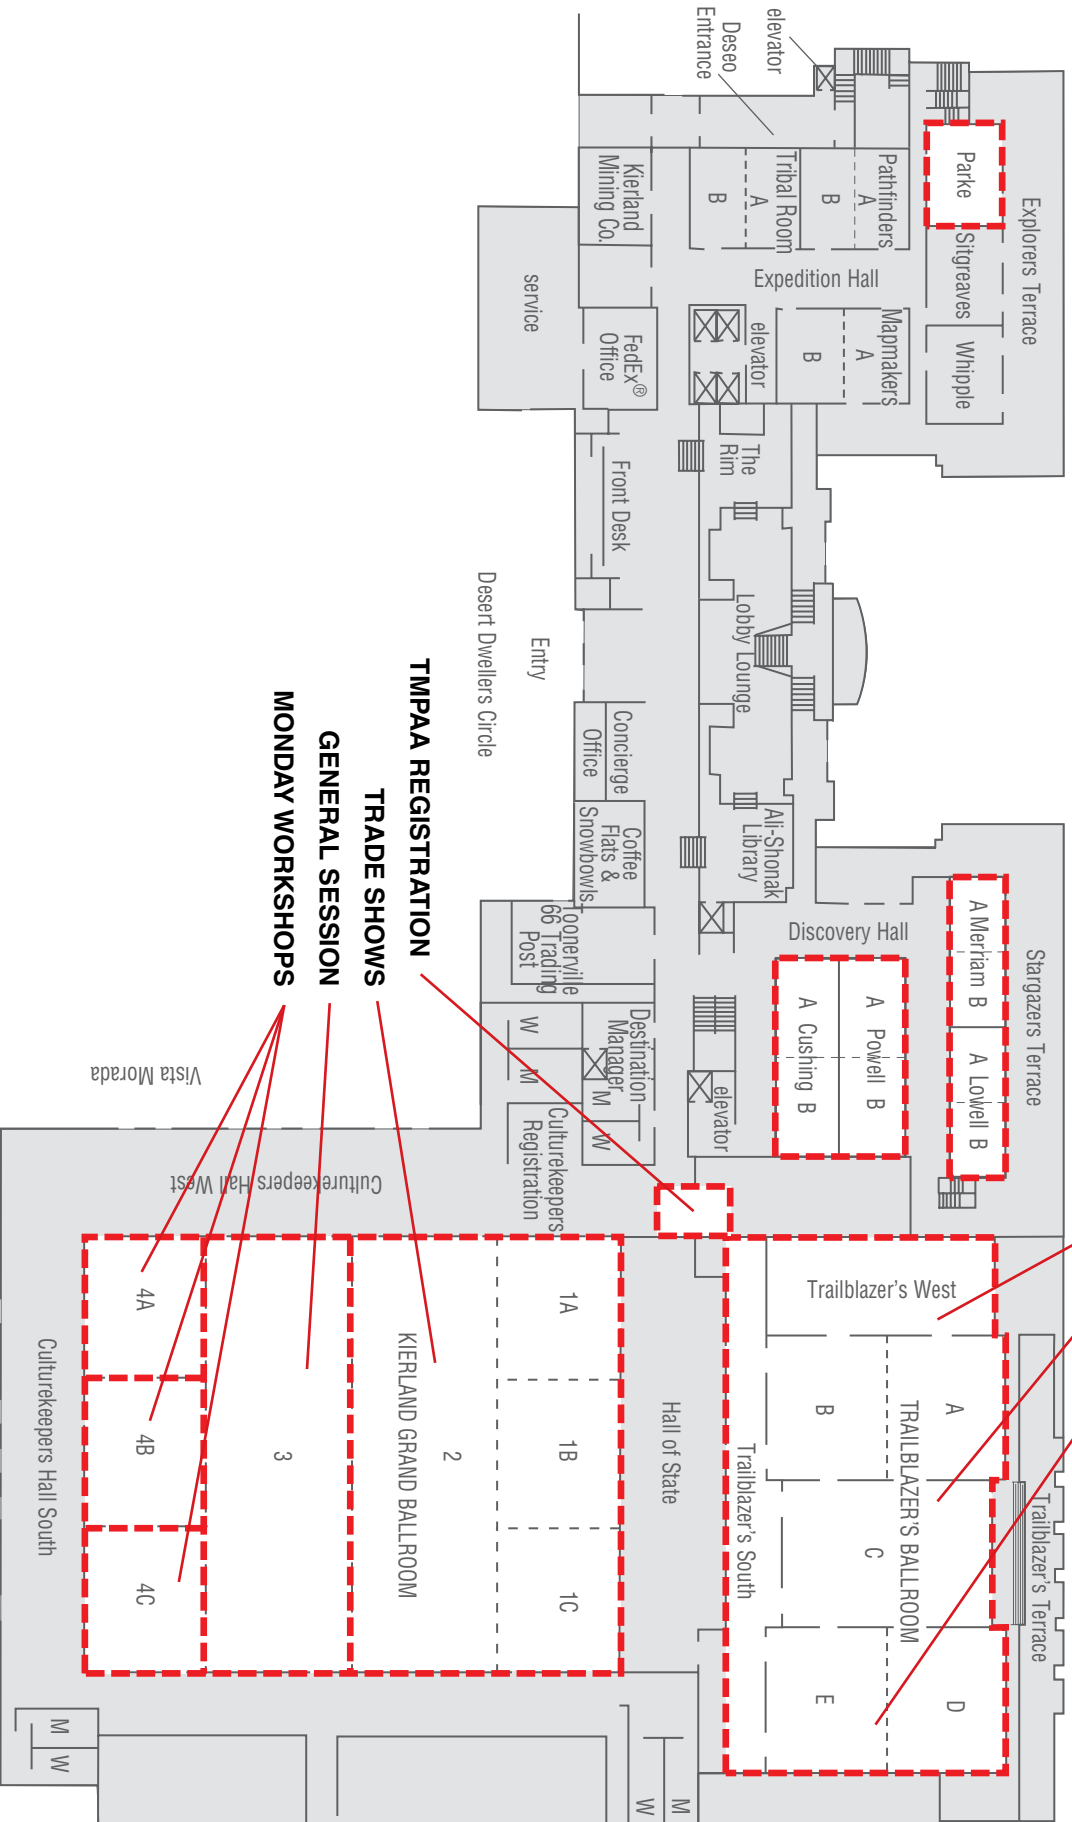 elevator
Deseo
Entrance
Parke
Explorers Terrace
Sitgreaves
Whipple
Pathfinders
A
B
Tribal Room
A
B
Kierland
Mining Co.
Expedition Hall
service
FedEx®
Office
elevator
Mapmakers
A
B
The
Rim
Front Desk
Lobby Lounge
Desert Dwellers Circle
Entry
Concierge
Office
Coffee
Flats &
Snowbowls
Ali-Shonak
Library
Discovery Hall
Stargazers Terrace
A Merriam B
A Lowell B
A Powell B
A Cushing B
Toonerville
66 Trading
Post
Destination
Manager
W
M
M
W
elevator
Culturekeepers
Registration
TMPAA REGISTRATION
TRADE SHOWS
GENERAL SESSION
MONDAY WORKSHOPS
Vista Morada
Culturekeepers Hall West
Trailblazer's West
TRAILBLAZER'S BALLROOM
A
B
C
D
E
Trailblazer's South
Trailblazer's Terrace
Hall of State
1A
1B
1C
2
KIERLAND GRAND BALLROOM
3
4A
4B
4C
Culturekeepers Hall South
M
W
M
W